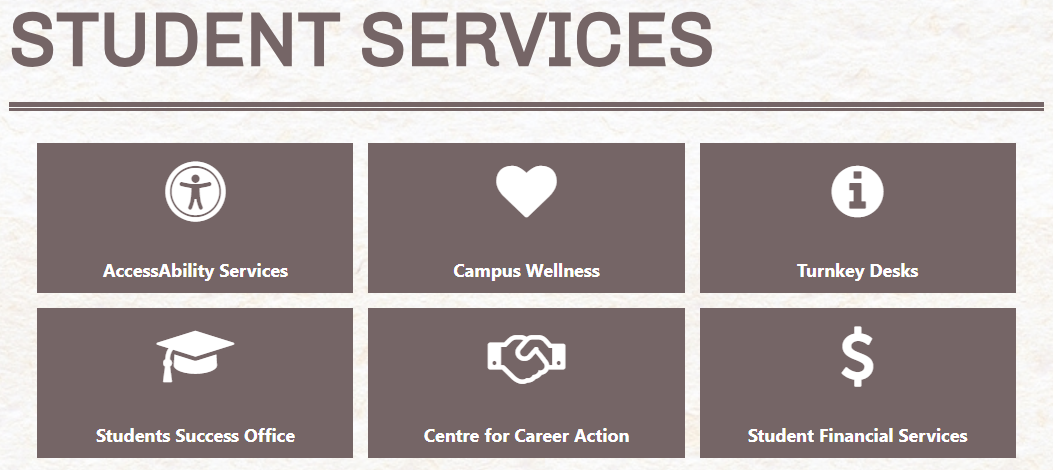 STUDENT SERVICES
AccessAbility Services
Campus Wellness
Turnkey Desks
Students Success Office
Centre for Career Action
Student Financial Services